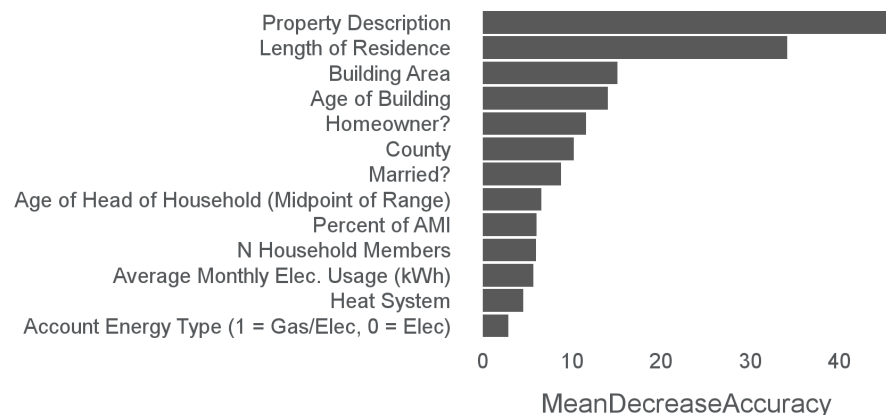 Property Description
Length of Residence
Building Area
Age of Building
Homeowner?
County
Married?
Age of Head of Household (Midpoint of Range)
Percent of AMI
N Household Members
Average Monthly Elec. Usage (kWh)
Heat System
Account Energy Type (1 = Gas/Elec, 0 = Elec)
0 10 20 30 40
MeanDecreaseAccuracy